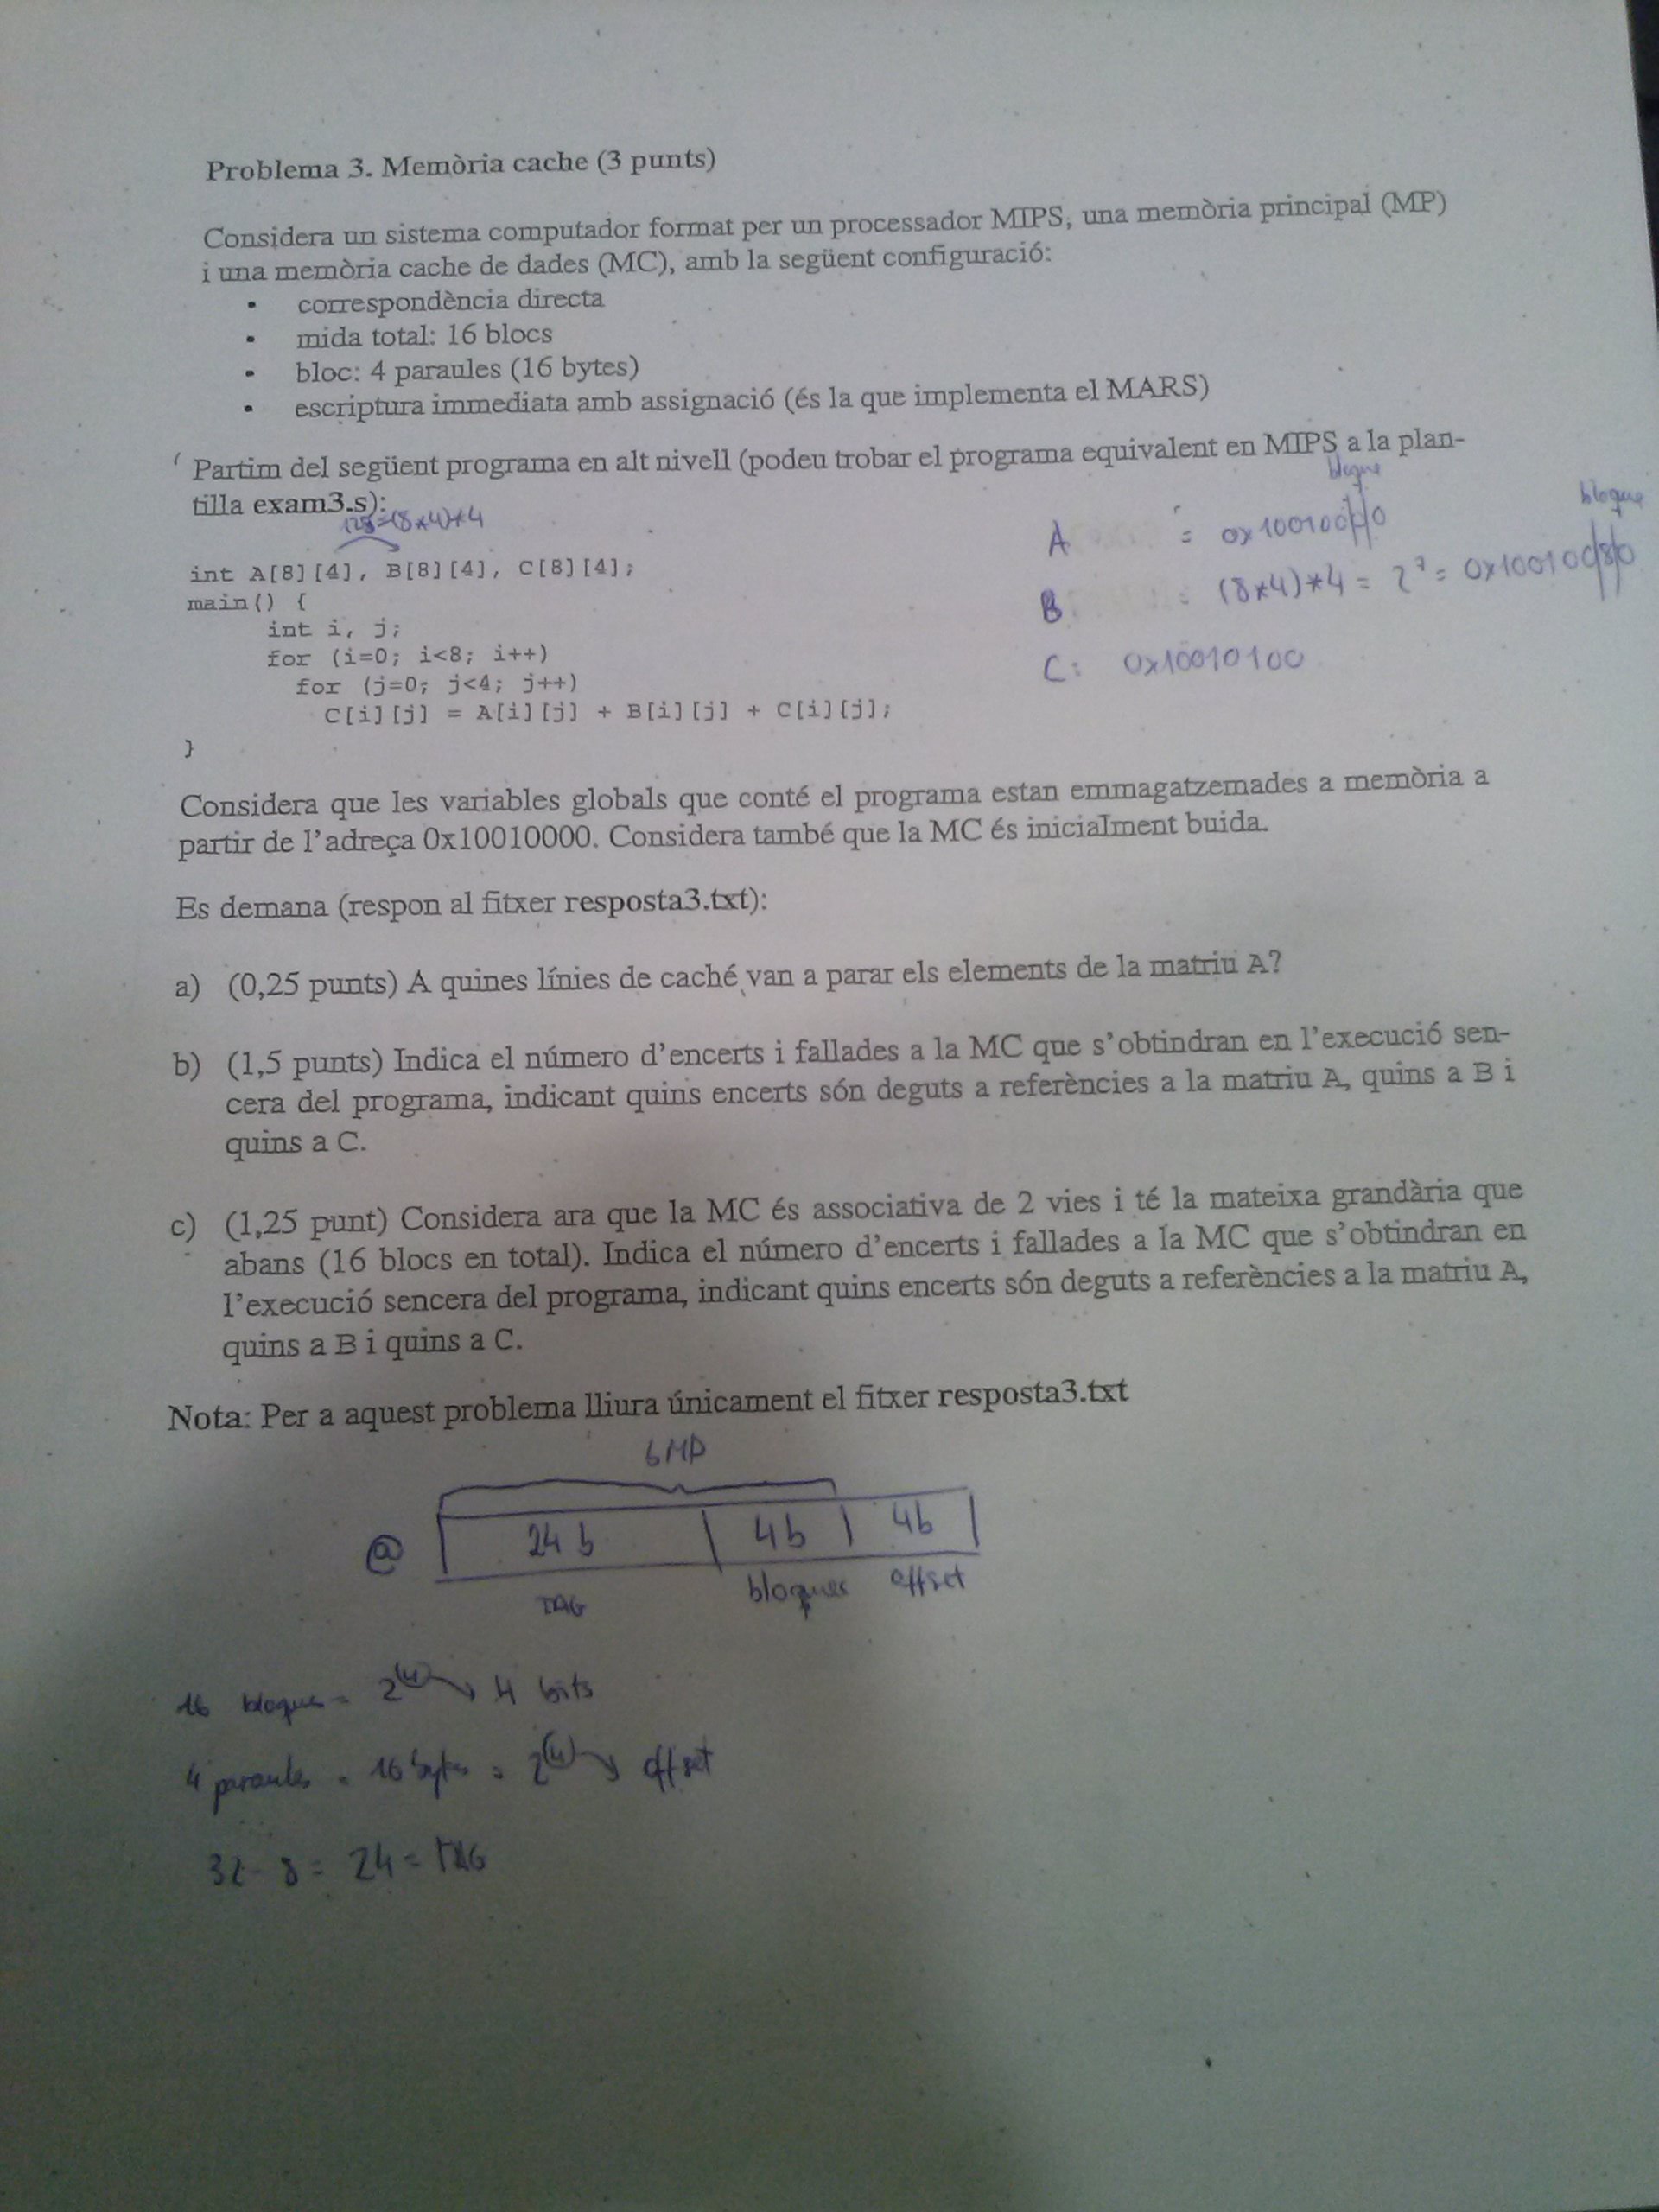 Problema 3. Memòria cache (3 punts)
Considera un sistema computador format per un processador MIPS, una memòria principal (MP)
i una memòria cache de dades (MC), amb la següent configuració:
• correspondència directa
• mida total: 16 blocs
• bloc: 4 paraules (16 bytes)
• escriptura immediata amb assignació (és la que implementa el MARS)
Partim del següent programa en alt nivell (podeu trobar el programa equivalent en MIPS a la plan-
tilla exam3.s):
128=(8*4)*4
int A[8][4], B[8][4], C[8][4];
main() {
int i, j;
for (i=0; i<8; i++)
for (j=0; j<4; j++)
C[i][j] = A[i][j] + B[i][j] + C[i][j];
}
bloque
A = 0x10010000
bloque
B = (8*4)*4 = 2⁷ = 0x10010080
C: 0x10010100
Considera que les variables globals que conté el programa estan emmagatzemades a memòria a
partir de l'adreça 0x10010000. Considera també que la MC és inicialment buida.
Es demana (respon al fitxer resposta3.txt):
a) (0,25 punts) A quines línies de caché van a parar els elements de la matriu A?
b) (1,5 punts) Indica el número d'encerts i fallades a la MC que s'obtindran en l'execució sen-
cera del programa, indicant quins encerts són deguts a referències a la matriu A, quins a B i
quins a C.
c) (1,25 punt) Considera ara que la MC és associativa de 2 vies i té la mateixa grandària que
abans (16 blocs en total). Indica el número d'encerts i fallades a la MC que s'obtindran en
l'execució sencera del programa, indicant quins encerts són deguts a referències a la matriu A,
quins a B i quins a C.
Nota: Per a aquest problema lliura únicament el fitxer resposta3.txt
@ 24 b 4b 4b
TAG bloques offset
16 bloques = 2⁴ 4 bits
4 paraules = 16 bytes = 2⁴ offset
32 - 8 = 24 = TAG